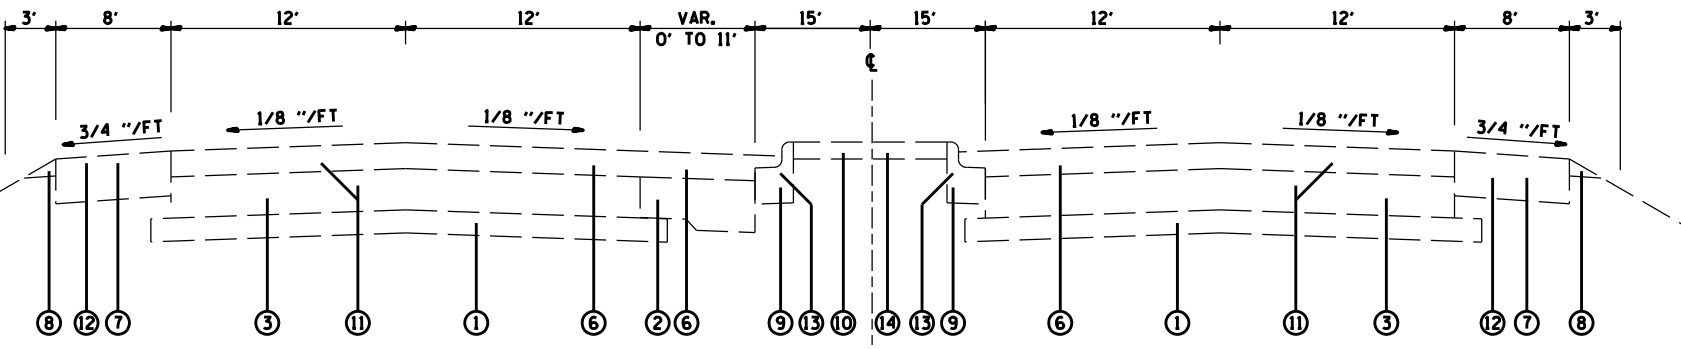 3' 8' 12' 12' VAR. 15' 15' 12' 12' 8' 3'
0' TO 11'
℄
3/4 "/FT 1/8 "/FT 1/8 "/FT 1/8 "/FT 1/8 "/FT 3/4 "/FT
8 12 7 3 11 1 6 2 6 9 13 10 14 13 9 6 1 11 3 12 7 8